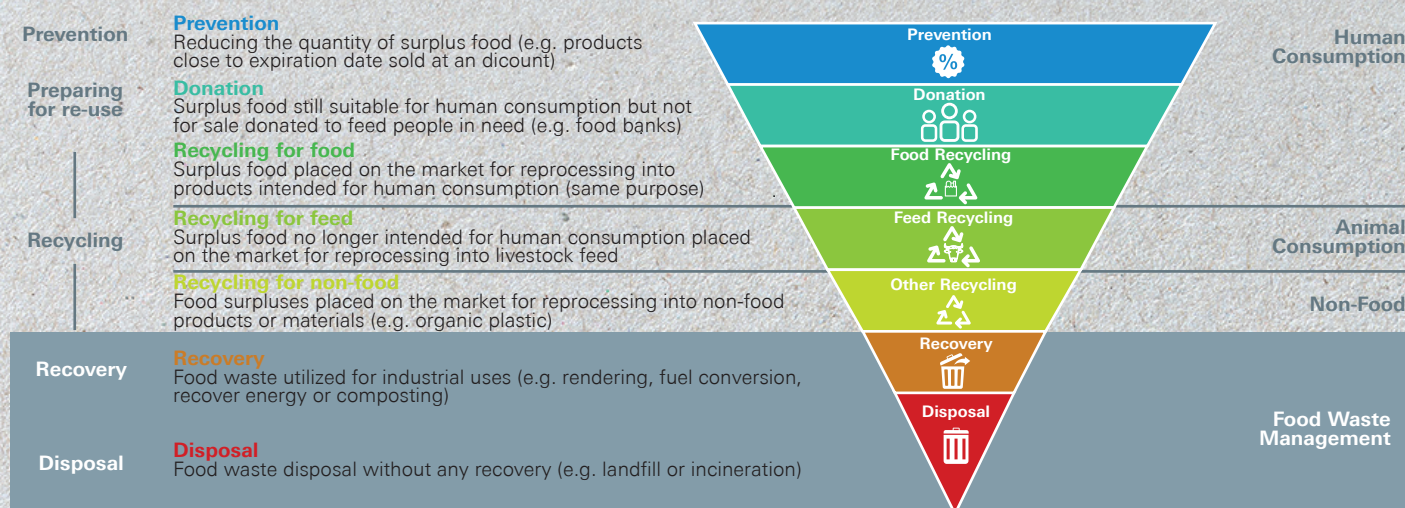 Prevention
Prevention
Reducing the quantity of surplus food (e.g. products
close to expiration date sold at an dicount)
Preparing
for re-use
Donation
Surplus food still suitable for human consumption but not
for sale donated to feed people in need (e.g. food banks)
Recycling for food
Surplus food placed on the market for reprocessing into
products intended for human consumption (same purpose)
Recycling
Recycling for feed
Surplus food no longer intended for human consumption placed
on the market for reprocessing into livestock feed
Recycling for non-food
Food surpluses placed on the market for reprocessing into non-food
products or materials (e.g. organic plastic)
Recovery
Recovery
Food waste utilized for industrial uses (e.g. rendering, fuel conversion,
recover energy or composting)
Disposal
Disposal
Food waste disposal without any recovery (e.g. landfill or incineration)
Prevention
%
Donation
Food Recycling
Feed Recycling
Other Recycling
Recovery
Disposal
Human
Consumption
Animal
Consumption
Non-Food
Food Waste
Management